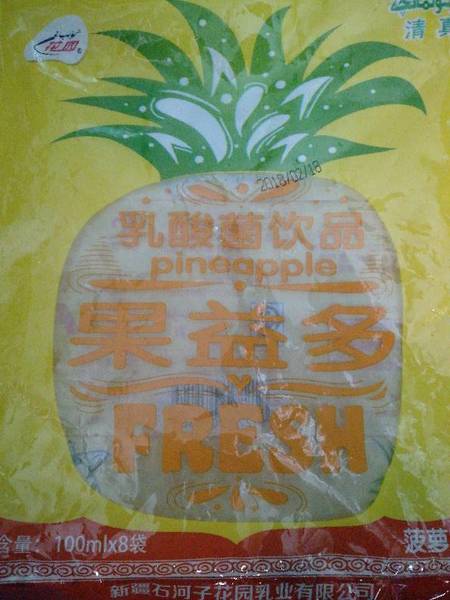 花园
清真
2018/02/18
乳酸菌饮品
pineapple
果益多
FRESH
含量：100mlx8袋
菠萝
新疆石河子花园乳业有限公司